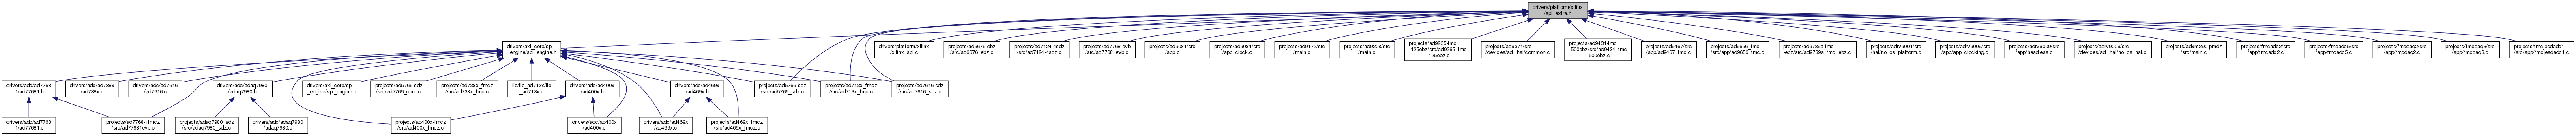 drivers/platform/xilinx
/spi_extra.h
drivers/axi_core/spi
_engine/spi_engine.h
drivers/platform/xilinx
/xilinx_spi.c
projects/ad6676-ebz
/src/ad6676_ebz.c
projects/ad7124-4sdz
/src/ad7124-4sdz.c
projects/ad7768-evb
/src/ad7768_evb.c
projects/ad9081/src
/app.c
projects/ad9081/src
/app_clock.c
projects/ad9172/src
/main.c
projects/ad9208/src
/main.c
projects/ad9265-fmc
-125ebz/src/ad9265_fmc
_125ebz.c
projects/ad9371/src
/devices/adi_hal/common.c
projects/ad9434-fmc
-500ebz/src/ad9434_fmc
_500ebz.c
projects/ad9467/src
/app/ad9467_fmc.c
projects/ad9656_fmc
/src/app/ad9656_fmc.c
projects/ad9739a-fmc
-ebz/src/ad9739a_fmc_ebz.c
projects/adrv9001/src
/hal/no_os_platform.c
projects/adrv9009/src
/app/app_clocking.c
projects/adrv9009/src
/app/headless.c
projects/adrv9009/src
/devices/adi_hal/no_os_hal.c
projects/adxrs290-pmdz
/src/main.c
projects/fmcadc2/src
/app/fmcadc2.c
projects/fmcadc5/src
/app/fmcadc5.c
projects/fmcdaq2/src
/app/fmcdaq2.c
projects/fmcdaq3/src
/app/fmcdaq3.c
projects/fmcjesdadc1
/src/app/fmcjesdadc1.c
drivers/adc/ad7768
-1/ad77681.h
drivers/adc/ad738x
/ad738x.c
drivers/adc/ad7616
/ad7616.c
drivers/adc/adaq7980
/adaq7980.h
drivers/axi_core/spi
_engine/spi_engine.c
projects/ad5766-sdz
/src/ad5766_core.c
projects/ad738x_fmcz
/src/ad738x_fmc.c
iio/iio_ad713x/iio
_ad713x.c
drivers/adc/ad400x
/ad400x.h
drivers/adc/ad469x
/ad469x.h
projects/ad5766-sdz
/src/ad5766_sdz.c
projects/ad713x_fmcz
/src/ad713x_fmc.c
projects/ad7616-sdz
/src/ad7616_sdz.c
drivers/adc/ad7768
-1/ad77681.c
projects/ad7768-1fmcz
/src/ad77681evb.c
projects/adaq7980_sdz
/src/adaq7980_sdz.c
drivers/adc/adaq7980
/adaq7980.c
projects/ad400x-fmcz
/src/ad400x_fmcz.c
drivers/adc/ad400x
/ad400x.c
drivers/adc/ad469x
/ad469x.c
projects/ad469x_fmcz
/src/ad469x_fmcz.c